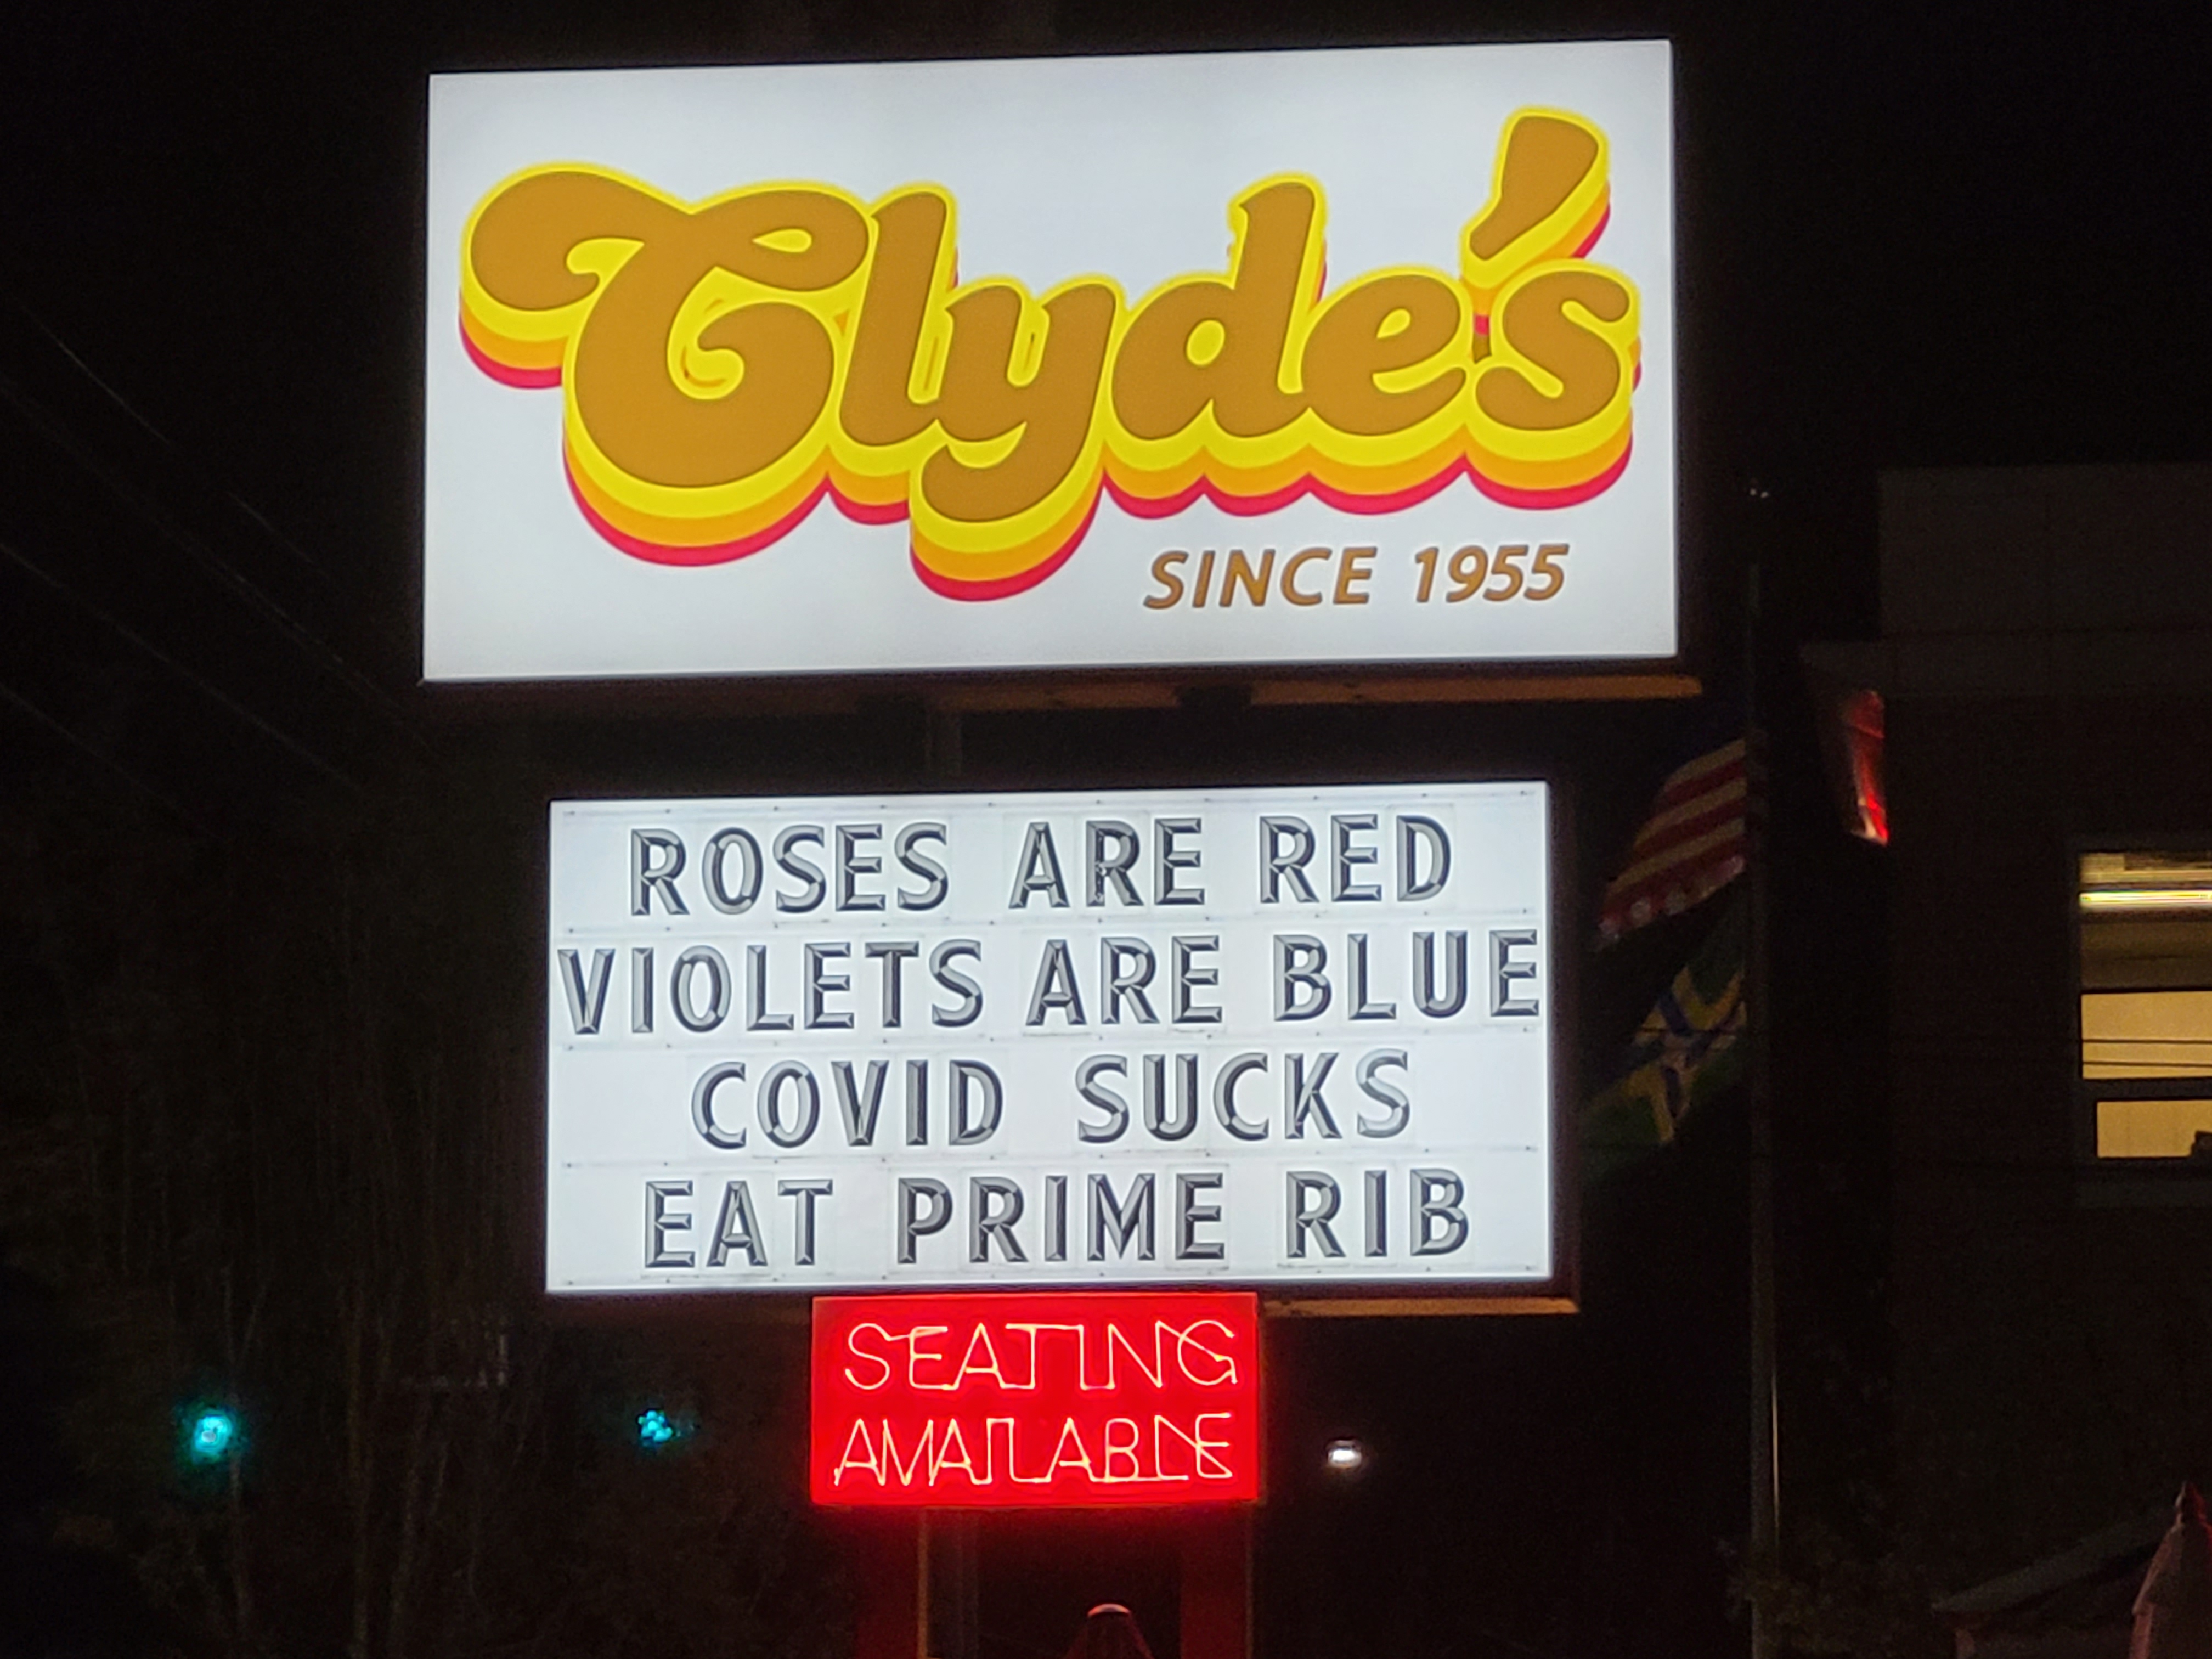 Clyde's
SINCE 1955
ROSES ARE RED
VIOLETS ARE BLUE
COVID SUCKS
EAT PRIME RIB
SEATING
AVAILABLE